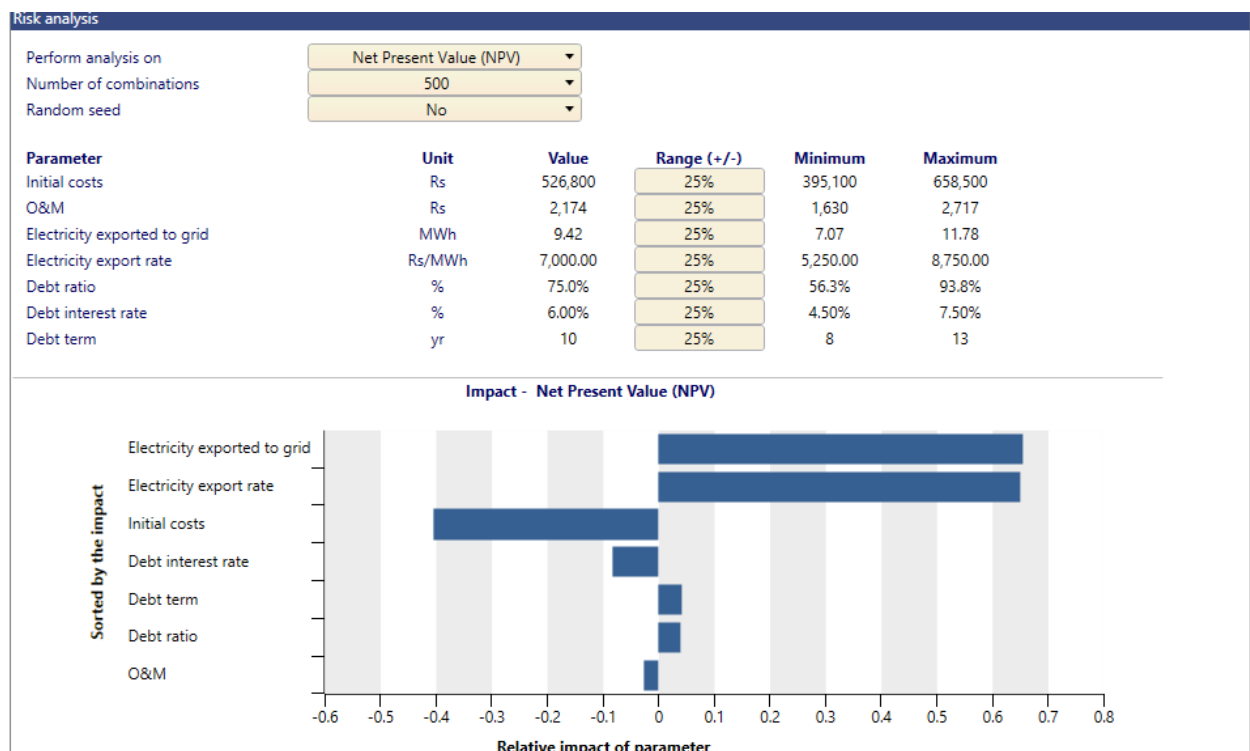 Risk analysis
Perform analysis on Net Present Value (NPV)
Number of combinations 500
Random seed No
Parameter Unit Value Range (+/-) Minimum Maximum
Initial costs Rs 526,800 25% 395,100 658,500
O&M Rs 2,174 25% 1,630 2,717
Electricity exported to grid MWh 9.42 25% 7.07 11.78
Electricity export rate Rs/MWh 7,000.00 25% 5,250.00 8,750.00
Debt ratio % 75.0% 25% 56.3% 93.8%
Debt interest rate % 6.00% 25% 4.50% 7.50%
Debt term yr 10 25% 8 13
Impact - Net Present Value (NPV)
Sorted by the impact
Electricity exported to grid
Electricity export rate
Initial costs
Debt interest rate
Debt term
Debt ratio
O&M
-0.6 -0.5 -0.4 -0.3 -0.2 -0.1 0 0.1 0.2 0.3 0.4 0.5 0.6 0.7 0.8
Relative impact of parameter